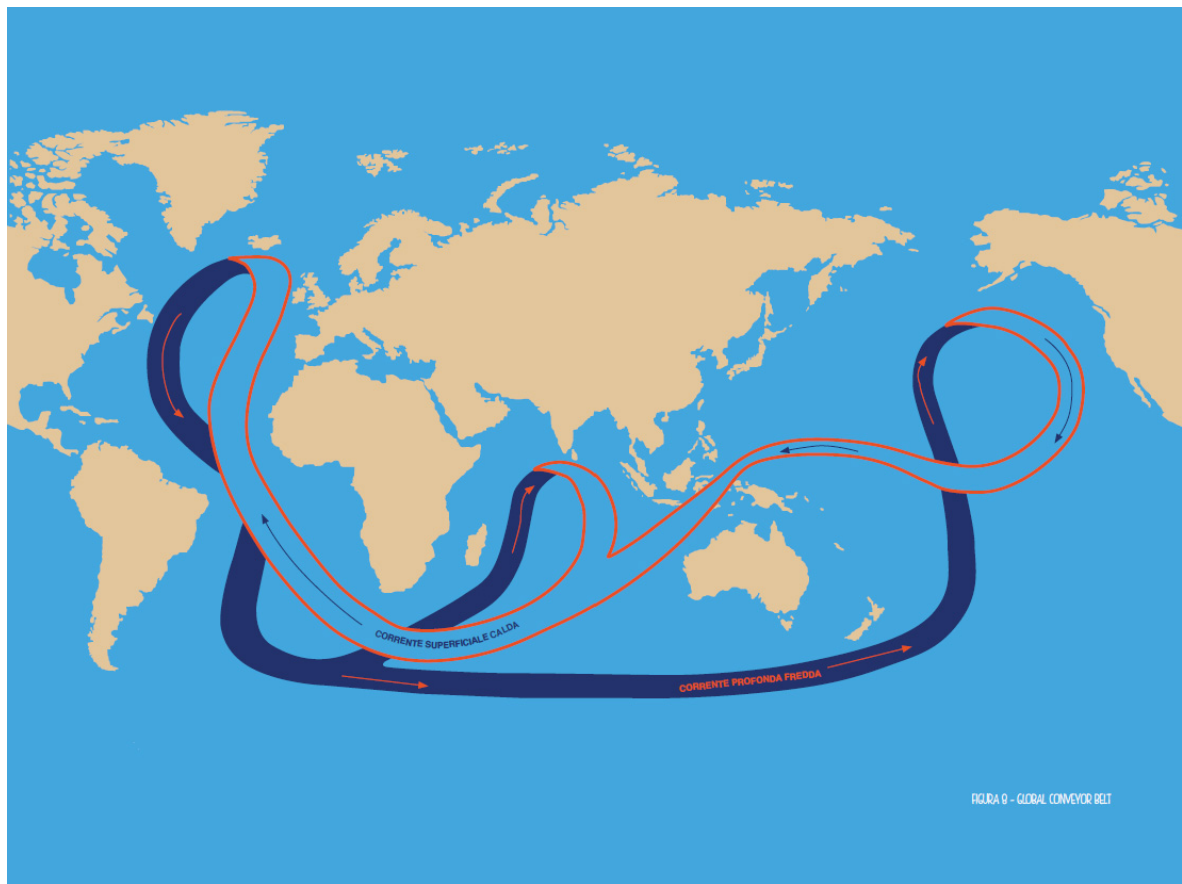 CORRENTE SUPERFICIALE CALDA
CORRENTE PROFONDA FREDDA
FIGURA 8 - GLOBAL CONVEYOR BELT